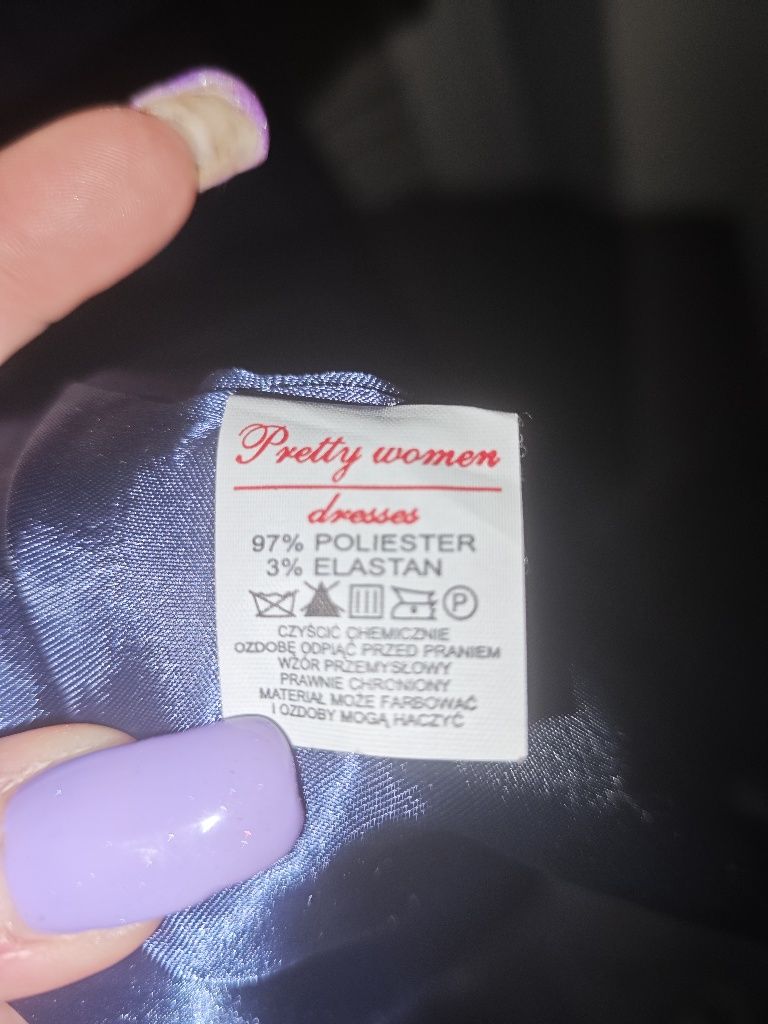 Pretty women
dresses
97% POLIESTER
3% ELASTAN
P
CZYŚCIĆ CHEMICZNIE
OZDOBĘ ODPIĄĆ PRZED PRANIEM
WZÓR PRZEMYSŁOWY
PRAWNIE CHRONIONY
MATERIAŁ MOŻE FARBOWAĆ
I OZDOBY MOGĄ HACZYĆ